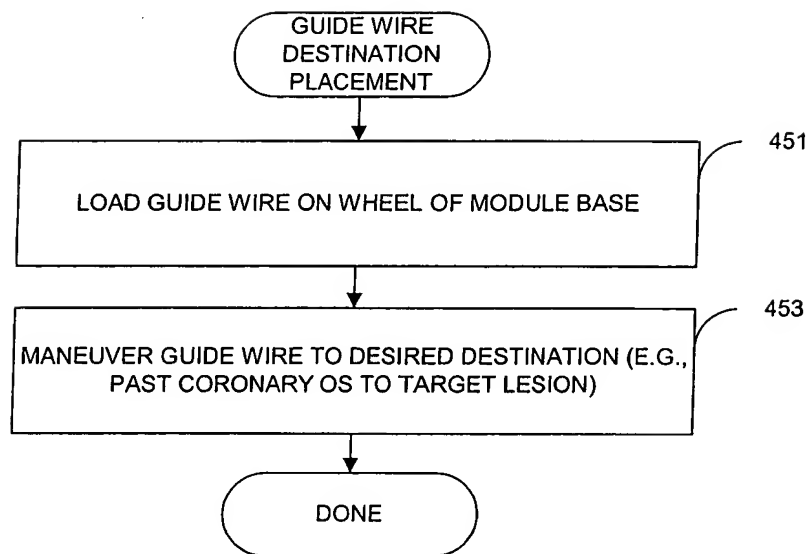 GUIDE WIRE
DESTINATION
PLACEMENT
451
LOAD GUIDE WIRE ON WHEEL OF MODULE BASE
453
MANEUVER GUIDE WIRE TO DESIRED DESTINATION (E.G.,
PAST CORONARY OS TO TARGET LESION)
DONE